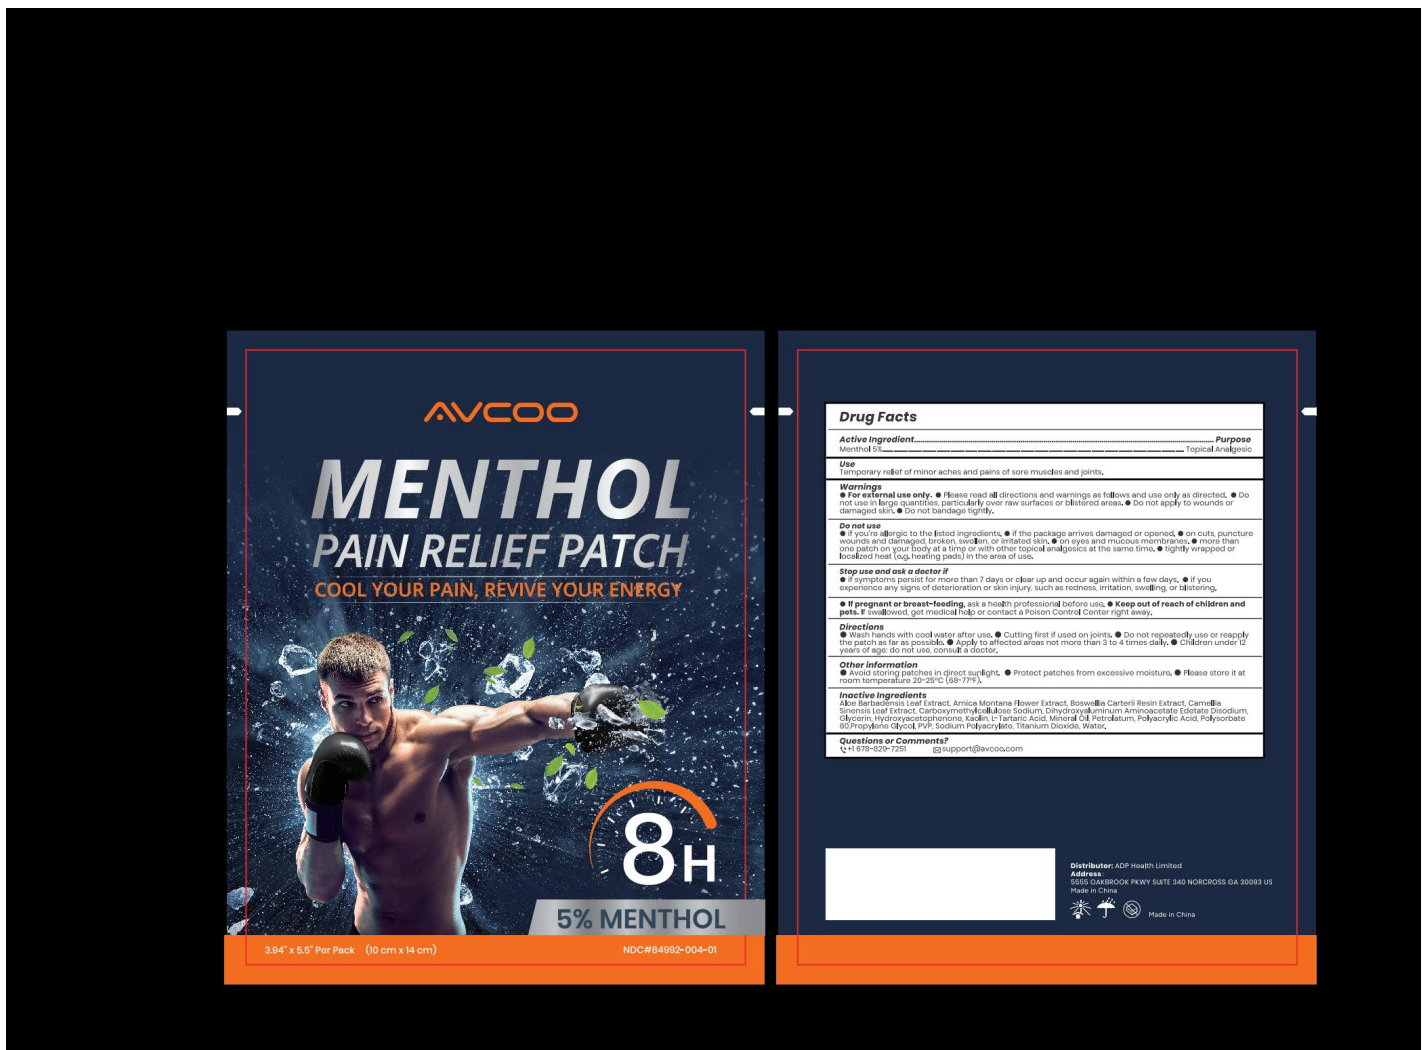 AVCOO
MENTHOL
PAIN RELIEF PATCH
COOL YOUR PAIN, REVIVE YOUR ENERGY
8H
5% MENTHOL
3.94" x 5.5" Per Pack (10 cm x 14 cm)
NDC#84992-004-01
Drug Facts
Active Ingredient Purpose
Menthol 5% Topical Analgesic
Use
Temporary relief of minor aches and pains of sore muscles and joints.
Warnings
● For external use only. ● Please read all directions and warnings as follows and use only as directed. ● Do
not use in large quantities, particularly over raw surfaces or blistered areas. ● Do not apply to wounds or
damaged skin. ● Do not bandage tightly.
Do not use
● if you're allergic to the listed ingredients. ● if the package arrives damaged or opened. ● on cuts, puncture
wounds and damaged, broken, swollen, or irritated skin. ● on eyes and mucous membranes. ● more than
one patch on your body at a time or with other topical analgesics at the same time. ● tightly wrapped or
localized heat (e.g. heating pads) in the area of use.
Stop use and ask a doctor if
● if symptoms persist for more than 7 days or clear up and occur again within a few days. ● if you
experience any signs of deterioration or skin injury, such as redness, irritation, swelling, or blistering.
● If pregnant or breast-feeding, ask a health professional before use. ● Keep out of reach of children and
pets. If swallowed, get medical help or contact a Poison Control Center right away.
Directions
● Wash hands with cool water after use. ● Cutting first if used on joints. ● Do not repeatedly use or reapply
the patch as far as possible. ● Apply to affected areas not more than 3 to 4 times daily. ● Children under 12
years of age: do not use, consult a doctor.
Other information
● Avoid storing patches in direct sunlight. ● Protect patches from excessive moisture. ● Please store it at
room temperature 20-25°C (68-77°F).
Inactive Ingredients
Aloe Barbadensis Leaf Extract, Arnica Montana Flower Extract, Boswellia Carterii Resin Extract, Camellia
Sinensis Leaf Extract, Carboxymethylcellulose Sodium, Dihydroxyaluminum Aminoacetate Edetate Disodium,
Glycerin, Hydroxyacetophenone, Kaolin, L-Tartaric Acid, Mineral Oil, Petrolatum, Polyacrylic Acid, Polysorbate
80,Propylene Glycol, PVP, Sodium Polyacrylate, Titanium Dioxide, Water.
Questions or Comments?
+1 678-829-7251 support@avcoo.com
Distributor: ADP Health Limited
Address:
5555 OAKBROOK PKWY SUITE 340 NORCROSS GA 30093 US
Made in China
Made in China